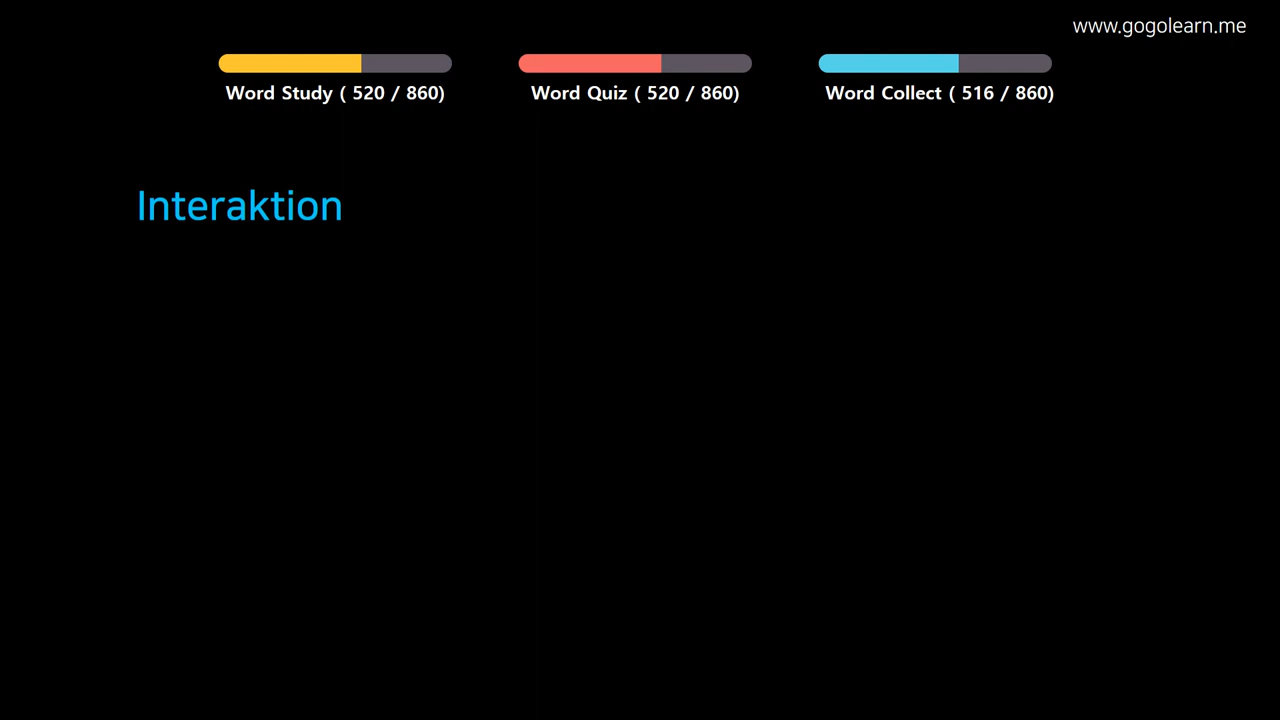 www.gogolearn.me
Word Study ( 520 / 860)
Word Quiz ( 520 / 860)
Word Collect ( 516 / 860)
Interaktion